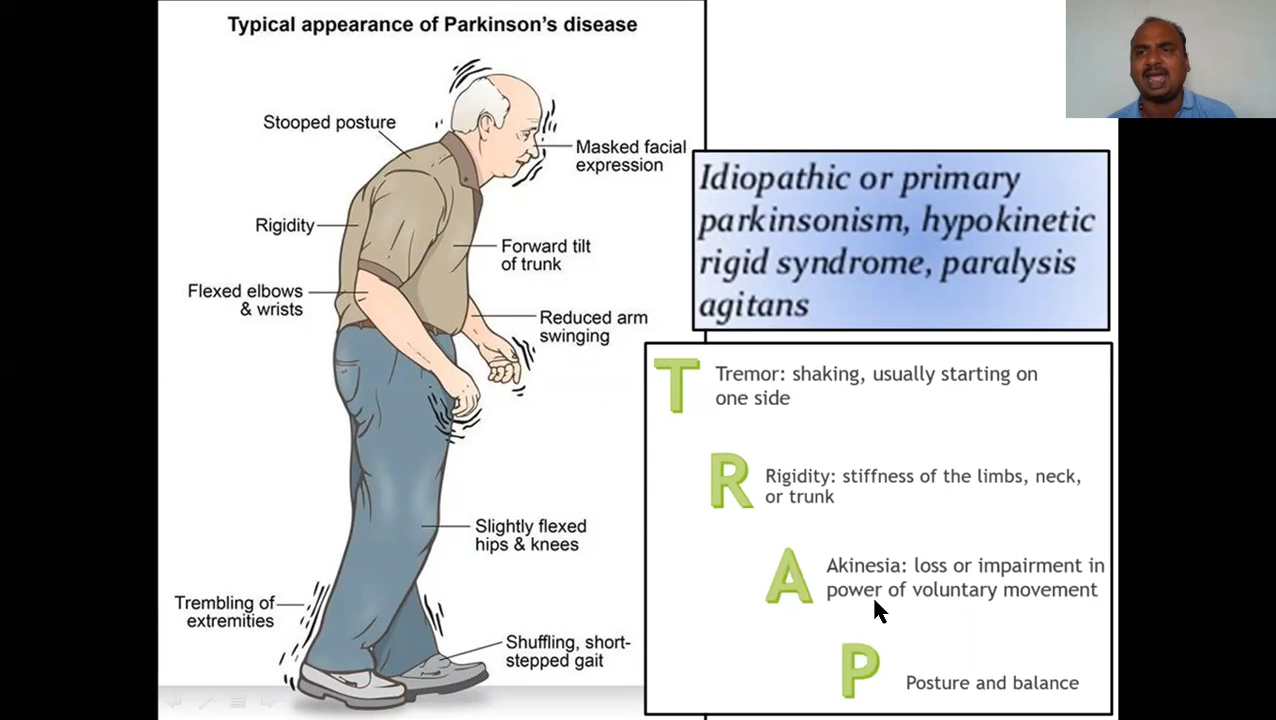 Typical appearance of Parkinson's disease
Stooped posture
Masked facial
expression
Rigidity
Forward tilt
of trunk
Flexed elbows
& wrists
Reduced arm
swinging
Slightly flexed
hips & knees
Trembling of
extremities
Shuffling, short-
stepped gait
Idiopathic or primary
parkinsonism, hypokinetic
rigid syndrome, paralysis
agitans
T Tremor: shaking, usually starting on
one side
R Rigidity: stiffness of the limbs, neck,
or trunk
A Akinesia: loss or impairment in
power of voluntary movement
P Posture and balance